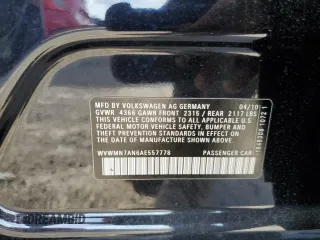 MFD BY VOLKSWAGEN AG GERMANY 04/10
GVWR 4366 GAWR FRONT 2315 / REAR 2117 LBS
THIS VEHICLE CONFORMS TO ALL APPLICABLE U.S.
FEDERAL MOTOR VEHICLE SAFETY, BUMPER, AND
THEFT PREVENTION STANDARDS IN EFFECT ON THE
DATE OF MANUFACTURE SHOWN ABOVE.
WVWMN7AN6AE557778 PASSENGER CAR